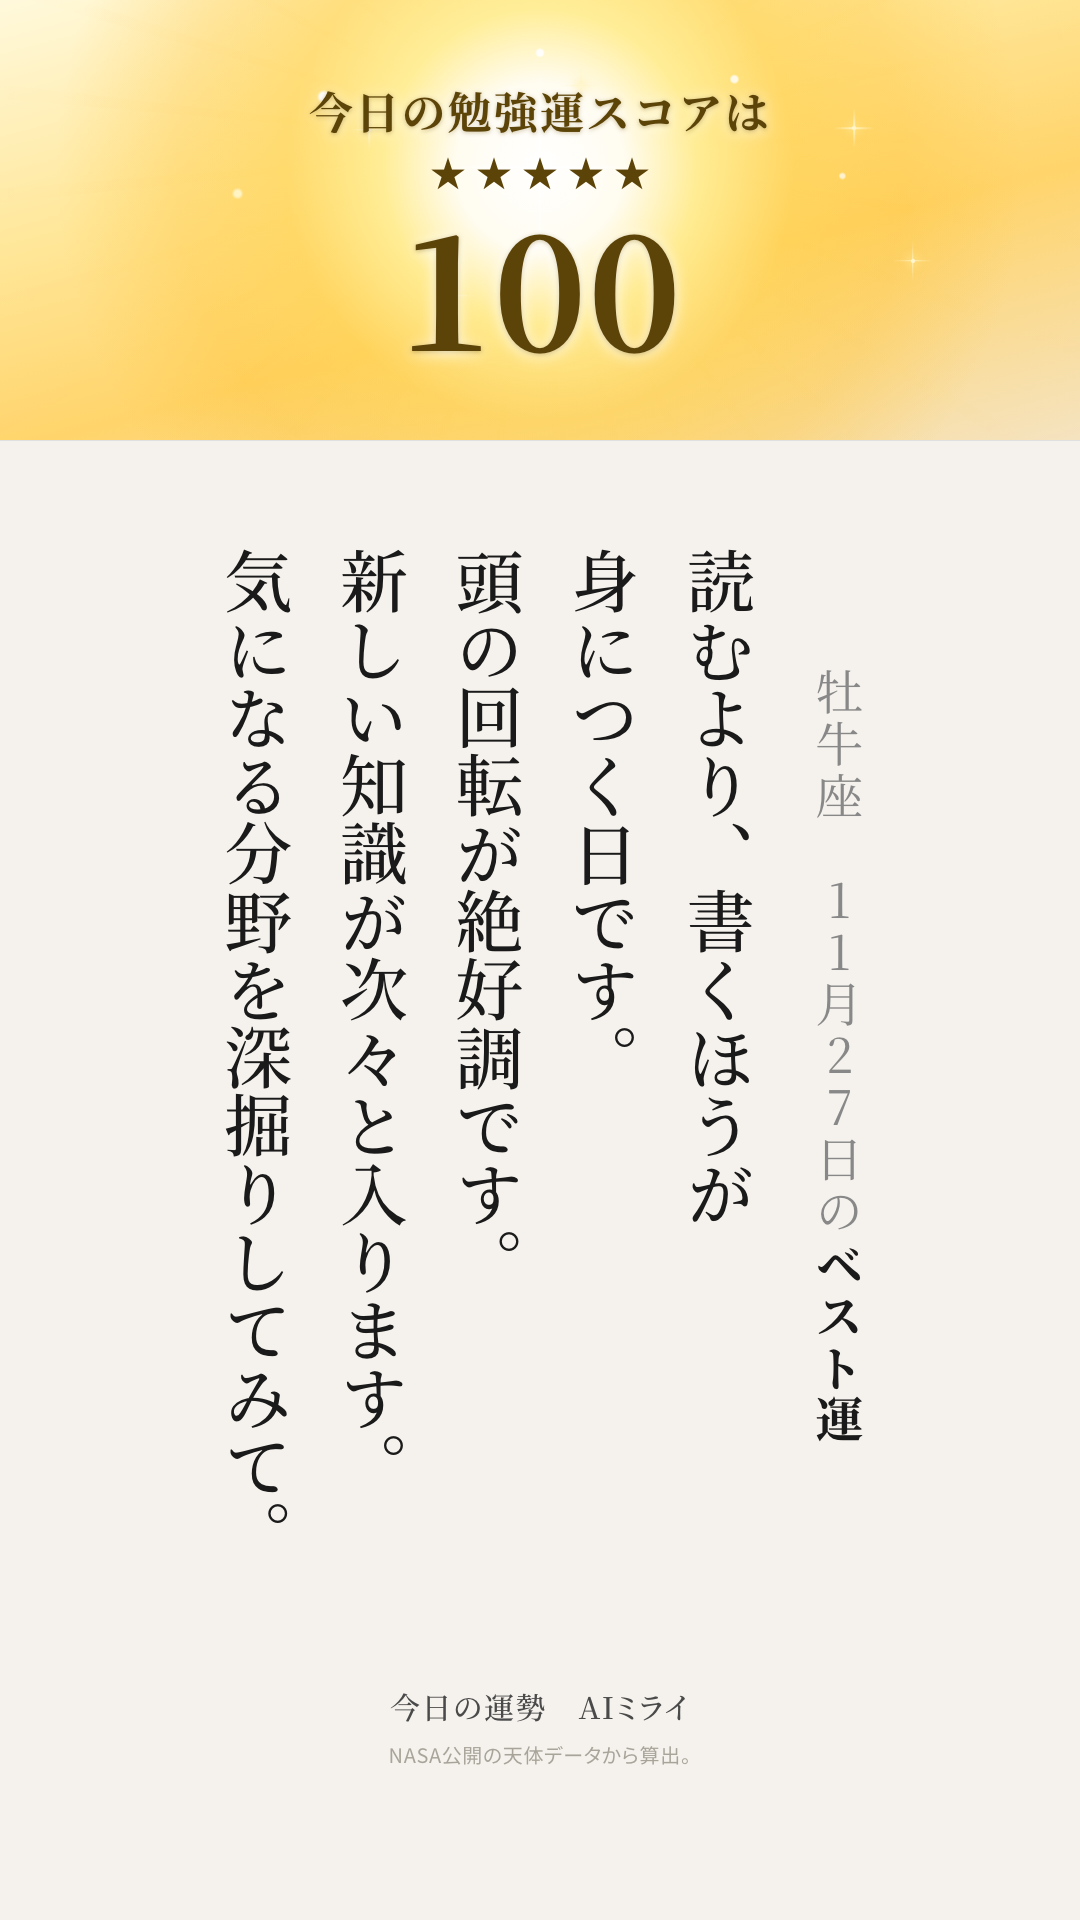 今日の勉強運スコアは
★★★★★
100
牡牛座　11月27日のベスト運
読むより、書くほうが
身につく日です。
頭の回転が絶好調です。
新しい知識が次々と入ります。
気になる分野を深掘りしてみて。
今日の運勢　AIミライ
NASA公開の天体データから算出。